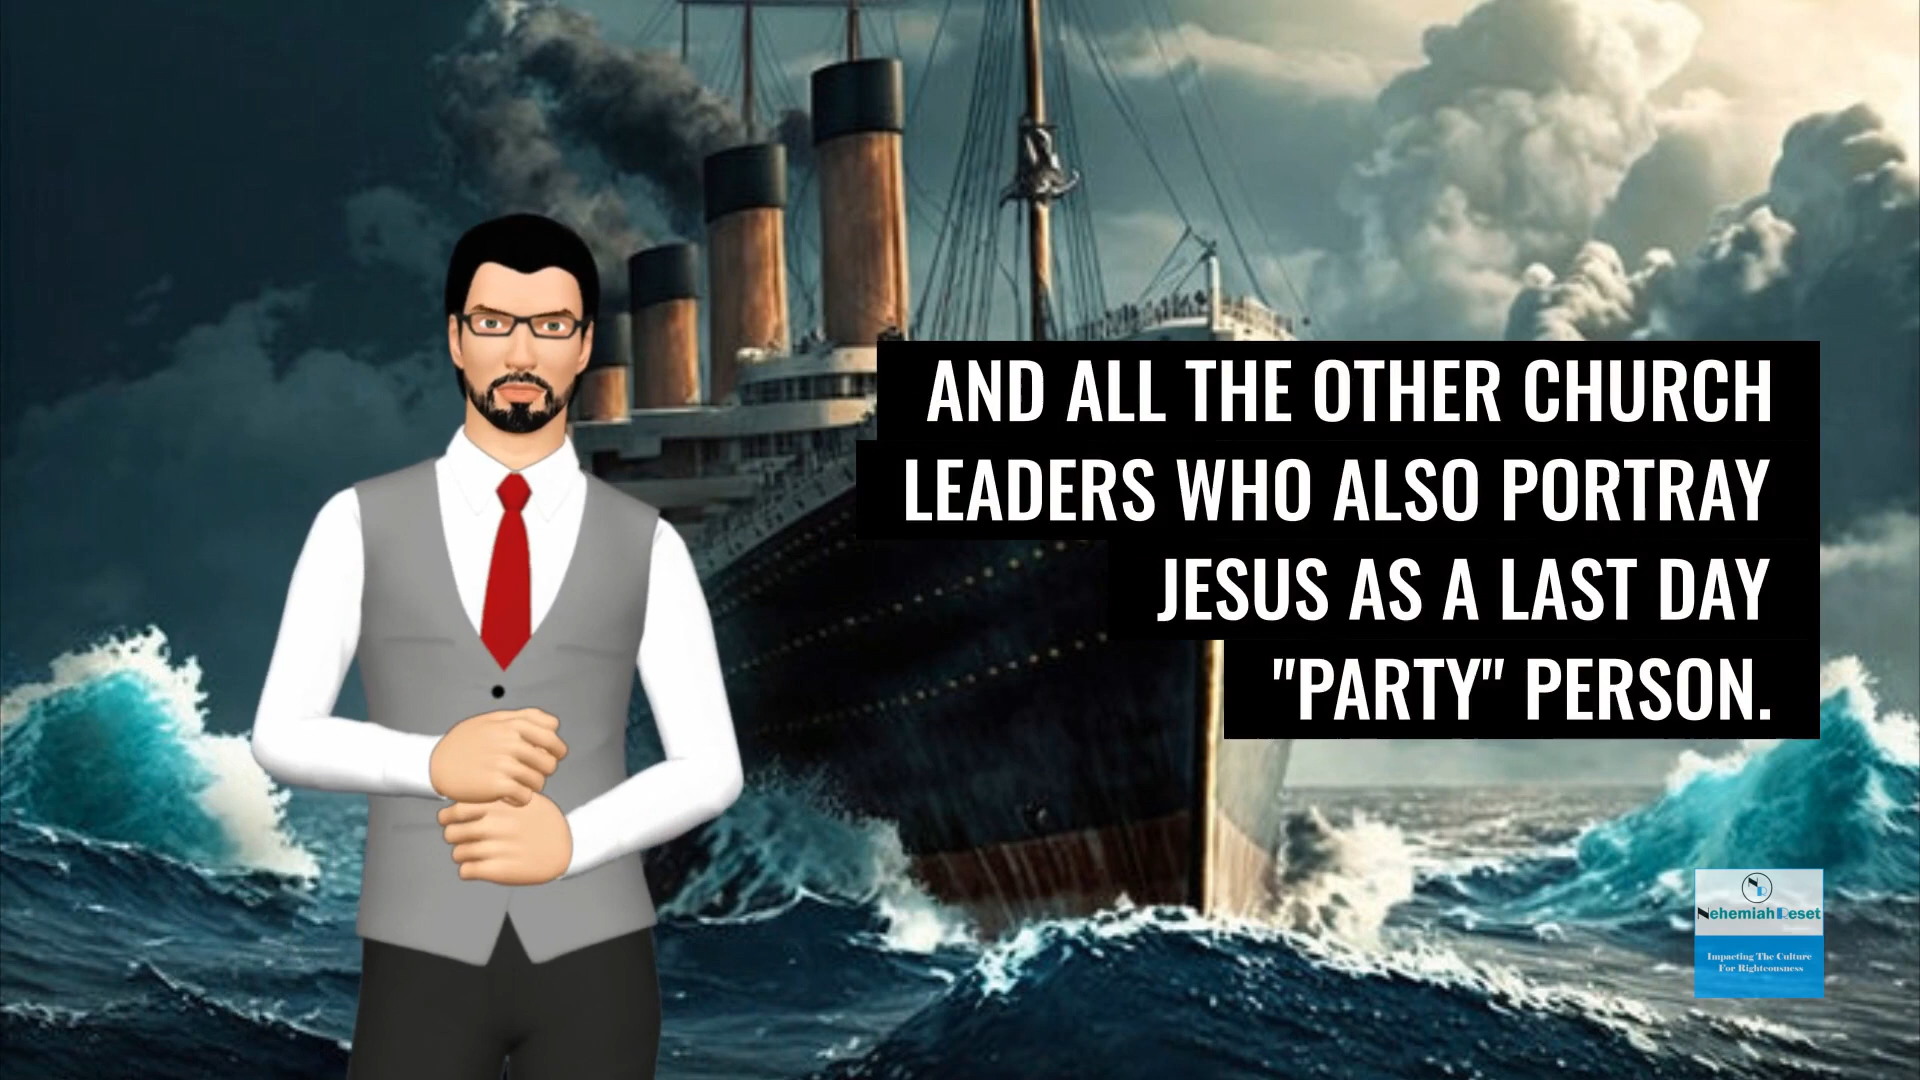 AND ALL THE OTHER CHURCH
LEADERS WHO ALSO PORTRAY
JESUS AS A LAST DAY
"PARTY" PERSON.
NehemiahReset
Impacting The Culture
For Righteousness